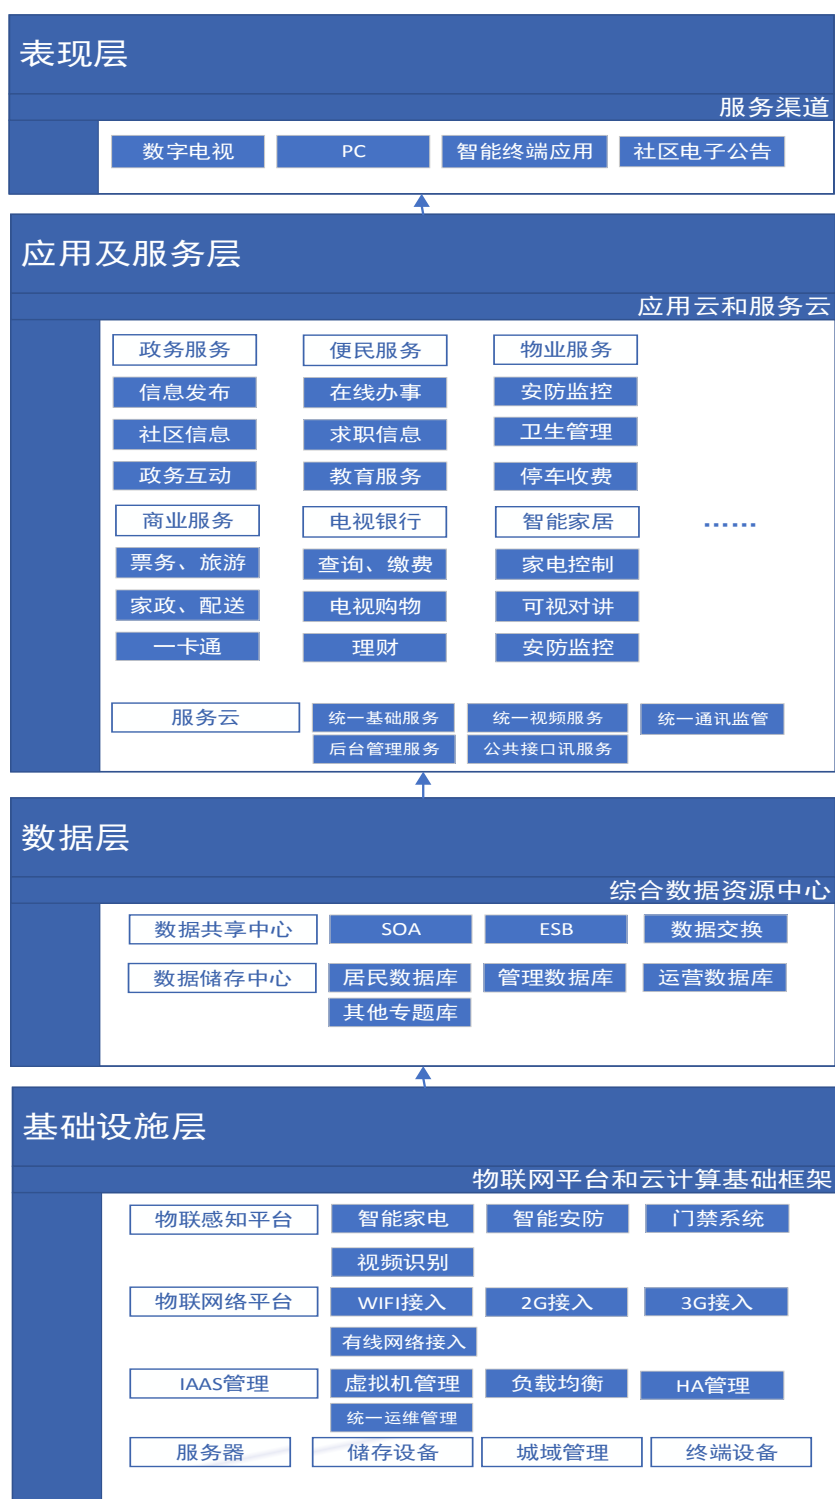 表现层
服务渠道
数字电视 PC 智能终端应用 社区电子公告
应用及服务层
应用云和服务云
政务服务 便民服务 物业服务
信息发布 在线办事 安防监控
社区信息 求职信息 卫生管理
政务互动 教育服务 停车收费
商业服务 电视银行 智能家居 ······
票务、旅游 查询、缴费 家电控制
家政、配送 电视购物 可视对讲
一卡通 理财 安防监控
服务云 统一基础服务 统一视频服务 统一通讯监管
后台管理服务 公共接口讯服务
数据层
综合数据资源中心
数据共享中心 SOA ESB 数据交换
数据储存中心 居民数据库 管理数据库 运营数据库
其他专题库
基础设施层
物联网平台和云计算基础框架
物联感知平台 智能家电 智能安防 门禁系统
视频识别
物联网络平台 WIFI接入 2G接入 3G接入
有线网络接入
IAAS管理 虚拟机管理 负载均衡 HA管理
统一运维管理
服务器 储存设备 城域管理 终端设备